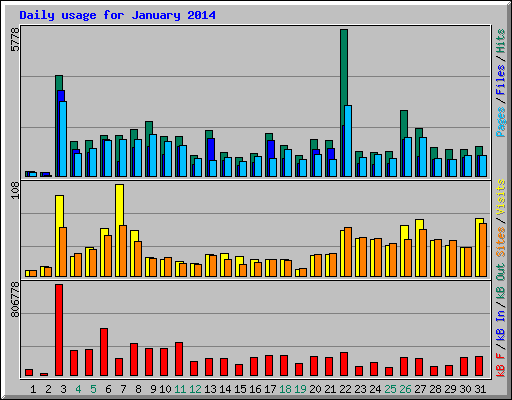 Daily usage for January 2014
5778
Pages / Files / Hits
108
Sites / Visits
806778
kB F / kB In / kB Out
1 2 3 4 5 6 7 8 9 10 11 12 13 14 15 16 17 18 19 20 21 22 23 24 25 26 27 28 29 30 31